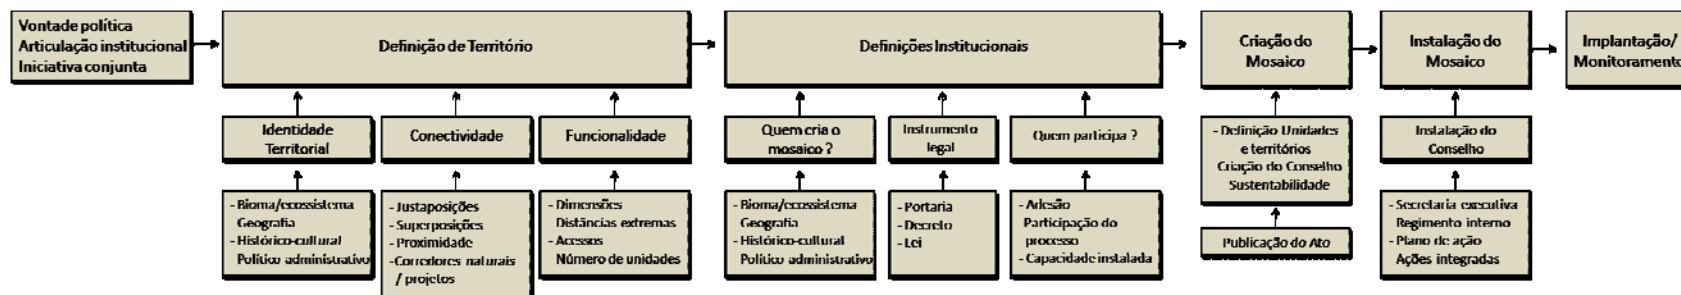 Vontade política
Articulação institucional
Iniciativa conjunta
Definição de Território
Definições Institucionais
Criação do
Mosaico
Instalação do
Mosaico
Implantação/
Monitoramento
Identidade
Territorial
Conectividade
Funcionalidade
Quem cria o
mosaico ?
Instrumento
legal
Quem participa ?
- Definição Unidades
e territórios
Criação do Conselho
Sustentabilidade
Instalação do
Conselho
- Bioma/ecossistema
Geografia
- Histórico-cultural
Político administrativo
- Justaposições
- Superposições
- Proximidade
-Corredores naturais
/ projetos
- Dimensões
Distâncias extremas
- Acessos
Número de unidades
- Bioma/ecossistema
Geografia
- Histórico-cultural
Político administrativo
- Portaria
- Decreto
- Lei
- Adesão
Participação do
processo
- Capacidade instalada
Publicação do Ato
- Secretaria executiva
Regimento interno
- Plano de ação
Ações integradas